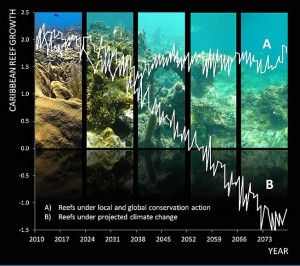 CARIBBEAN REEF GROWTH
2.5
2.0
1.5
1.0
0.5
0.0
-0.5
-1.0
-1.5
A
B
A) Reefs under local and global conservation action
B) Reefs under projected climate change
2010 2017 2024 2031 2038 2045 2052 2059 2066 2073
YEAR